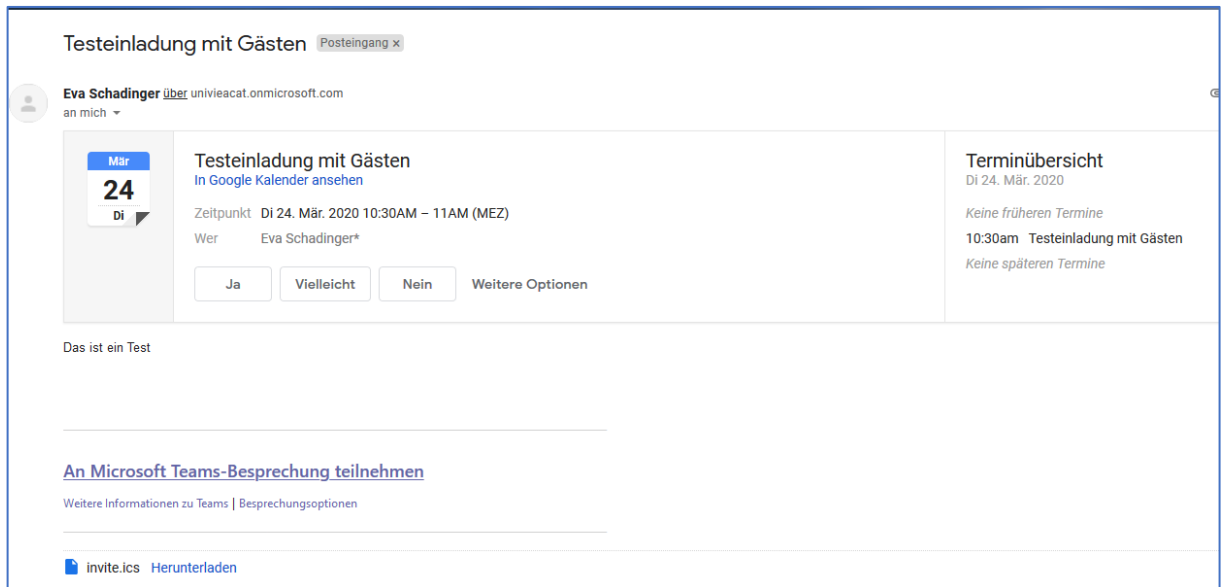 Testeinladung mit Gästen Posteingang x
Eva Schadinger über univieacat.onmicrosoft.com
an mich
Mär
24
Di
Testeinladung mit Gästen
In Google Kalender ansehen
Zeitpunkt Di 24. Mär. 2020 10:30AM – 11AM (MEZ)
Wer Eva Schadinger*
Ja Vielleicht Nein Weitere Optionen
Terminübersicht
Di 24. Mär. 2020
Keine früheren Termine
10:30am Testeinladung mit Gästen
Keine späteren Termine
Das ist ein Test
An Microsoft Teams-Besprechung teilnehmen
Weitere Informationen zu Teams | Besprechungsoptionen
invite.ics Herunterladen